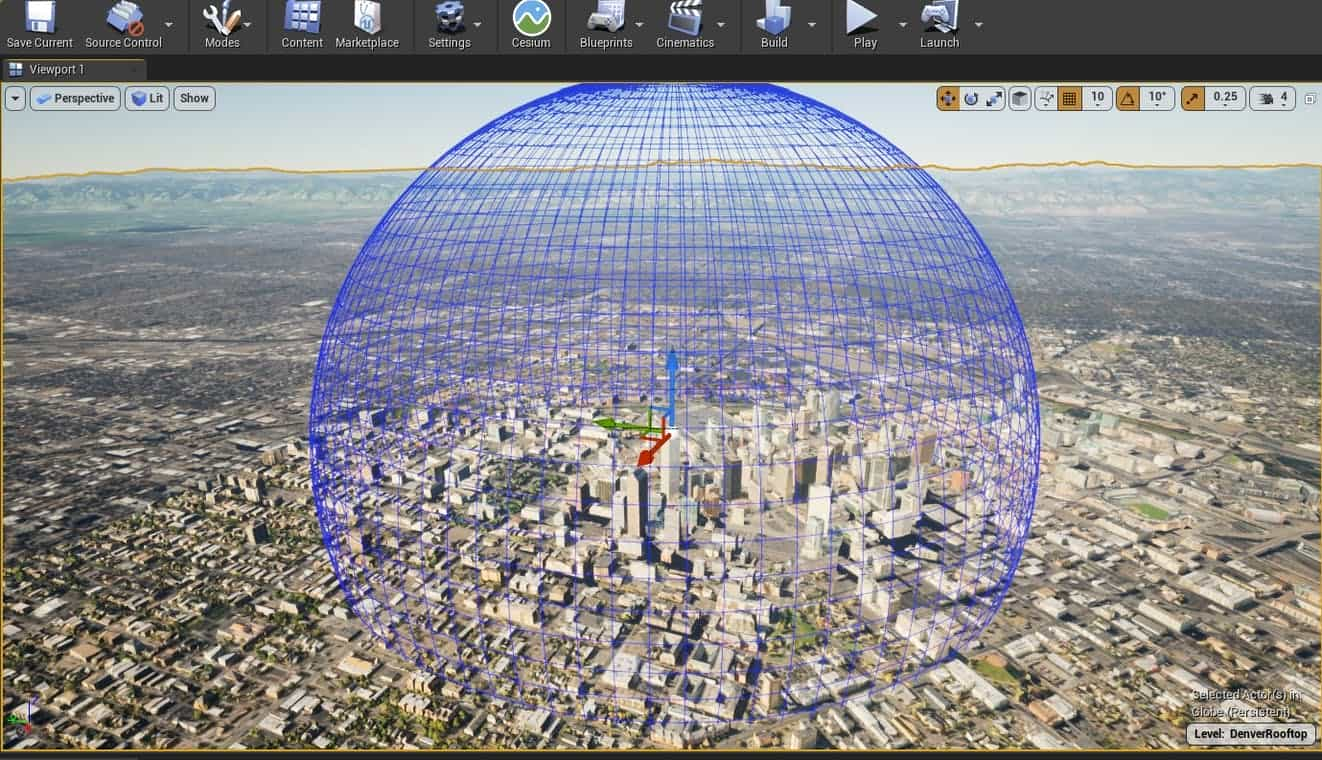 Save Current Source Control Modes Content Marketplace Settings Cesium Blueprints Cinematics Build Play Launch
Viewport 1
Perspective Lit Show 10 10° 0.25 4
Selected Actor(s) in:
Globe (Persistent)
Level: DenverRooftop